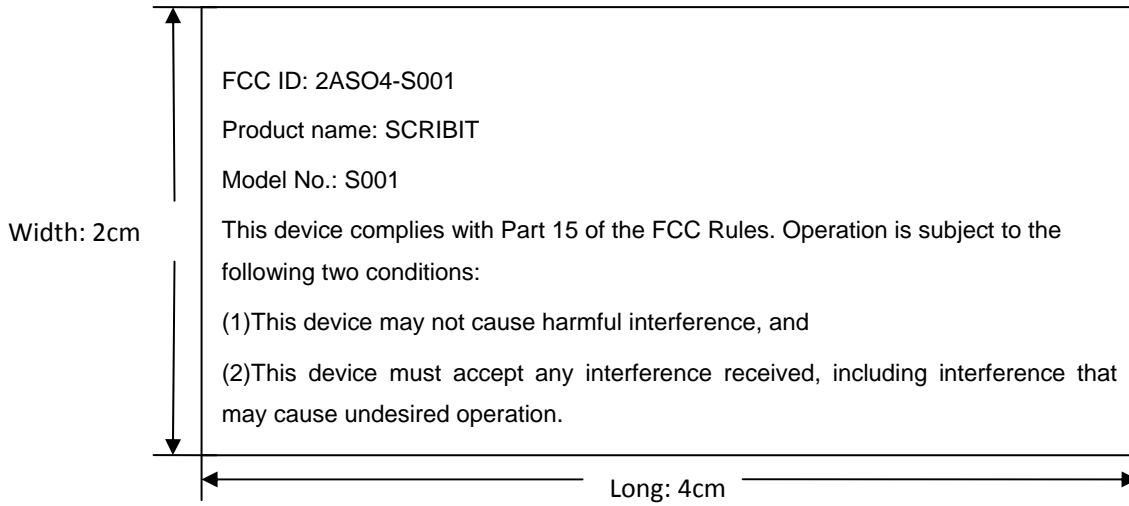 FCC ID: 2ASO4-S001
Product name: SCRIBIT
Model No.: S001
Width: 2cm
This device complies with Part 15 of the FCC Rules. Operation is subject to the
following two conditions:
(1)This device may not cause harmful interference, and
(2)This device must accept any interference received, including interference that
may cause undesired operation.
Long: 4cm